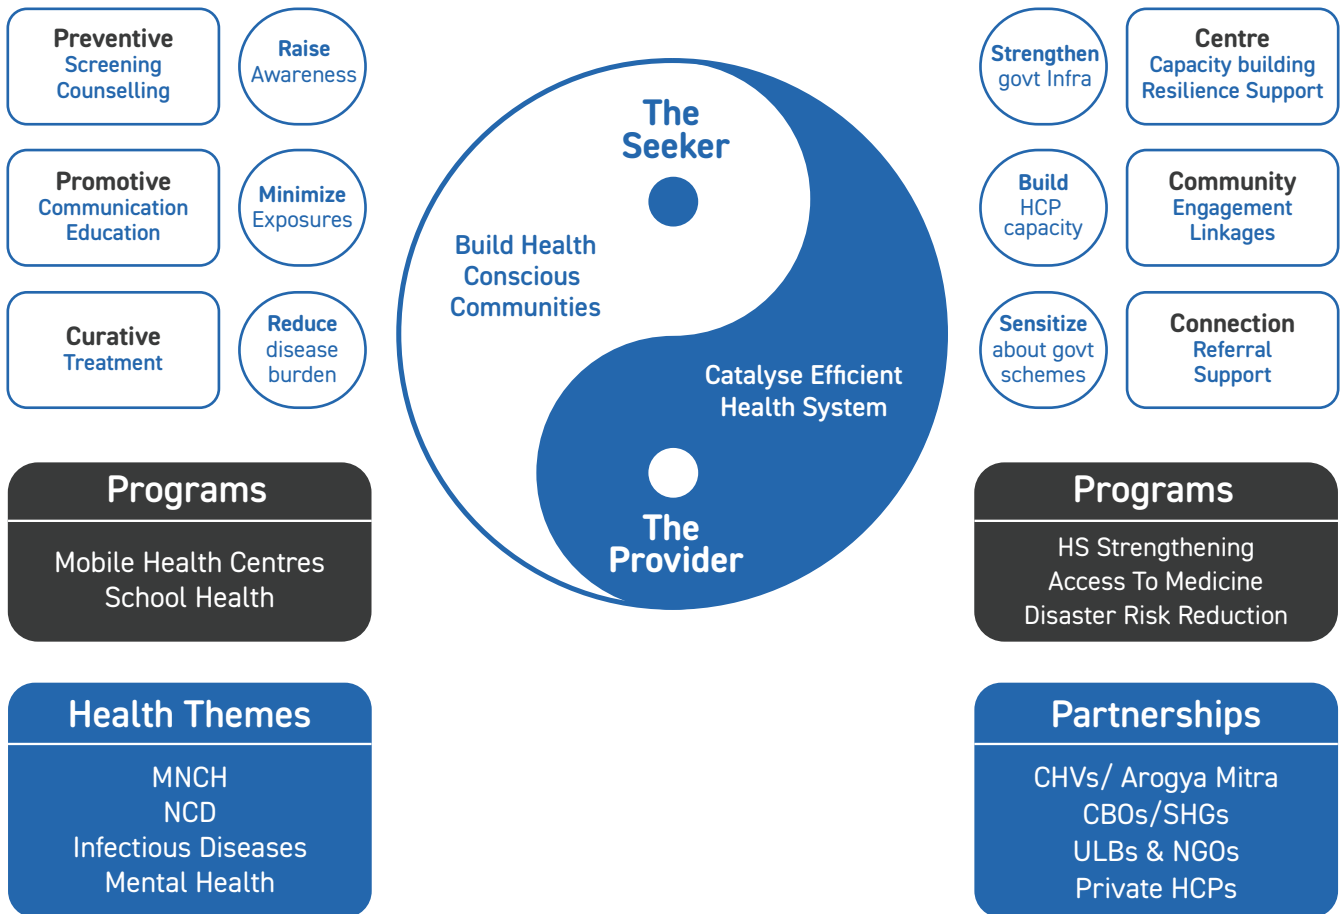 Preventive
Screening
Counselling
Raise
Awareness
Promotive
Communication
Education
Minimize
Exposures
Curative
Treatment
Reduce
disease
burden
The
Seeker
Build Health
Conscious
Communities
Catalyse Efficient
Health System
The
Provider
Strengthen
govt Infra
Centre
Capacity building
Resilience Support
Build
HCP
capacity
Community
Engagement
Linkages
Sensitize
about govt
schemes
Connection
Referral
Support
Programs
Mobile Health Centres
School Health
Programs
HS Strengthening
Access To Medicine
Disaster Risk Reduction
Health Themes
MNCH
NCD
Infectious Diseases
Mental Health
Partnerships
CHVs/ Arogya Mitra
CBOs/SHGs
ULBs & NGOs
Private HCPs